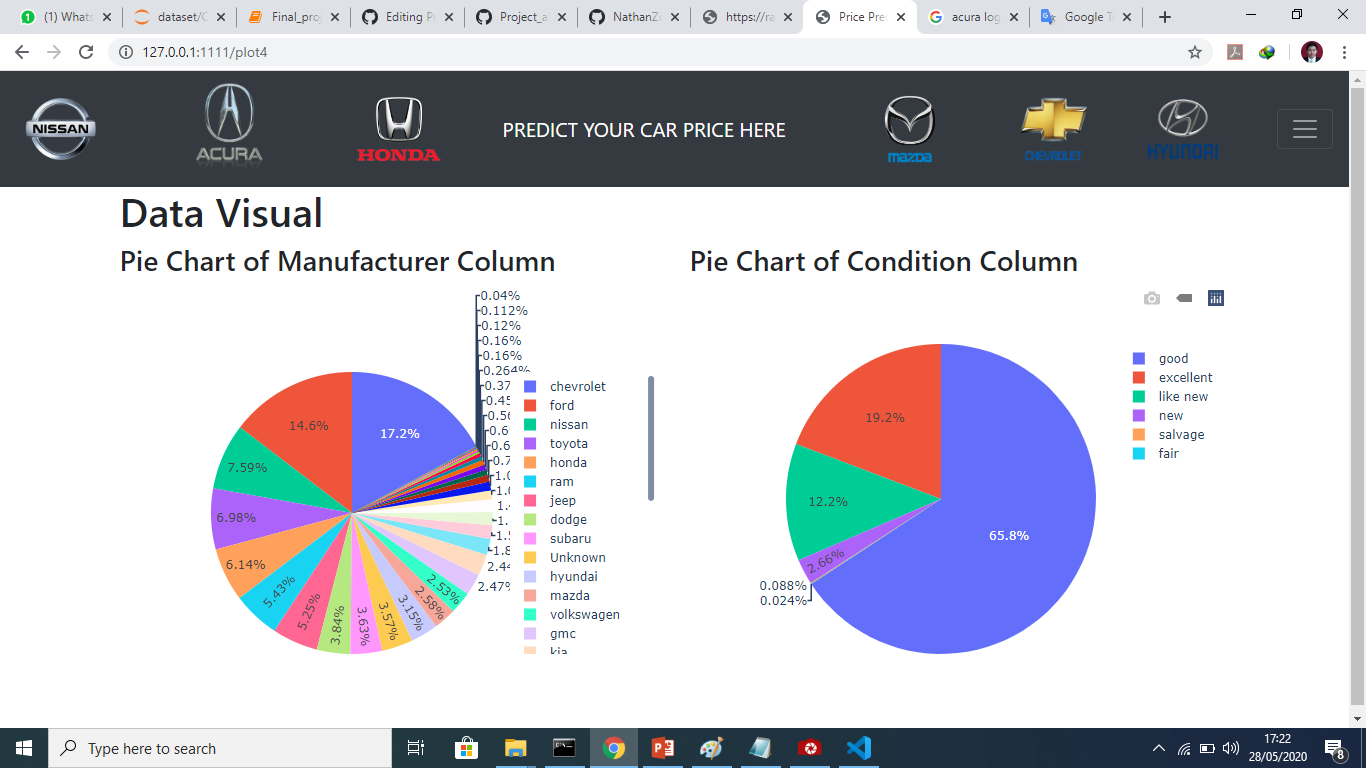 (1) Whats
dataset/C
Final_proj
Editing Pr
Project_a
NathanZo
https://ra
Price Pred
acura log
Google T
127.0.0.1:1111/plot4
NISSAN
ACURA
HONDA
PREDICT YOUR CAR PRICE HERE
mazda
CHEVROLET
HYUNDAI
Data Visual
Pie Chart of Manufacturer Column
0.04%
0.112%
0.12%
0.16%
0.16%
0.264%
0.37
0.45
0.56
0.6
0.6
0.7
1.0
1.0
1.
1.
1.5
1.8
2.44
2.47%
17.2%
14.6%
7.59%
6.98%
6.14%
5.43%
5.25%
3.84%
3.63%
3.57%
3.15%
2.58%
2.53%
chevrolet
ford
nissan
toyota
honda
ram
jeep
dodge
subaru
Unknown
hyundai
mazda
volkswagen
gmc
kia
Pie Chart of Condition Column
19.2%
12.2%
65.8%
2.66%
0.088%
0.024%
good
excellent
like new
new
salvage
fair
Type here to search
17:22
28/05/2020
8